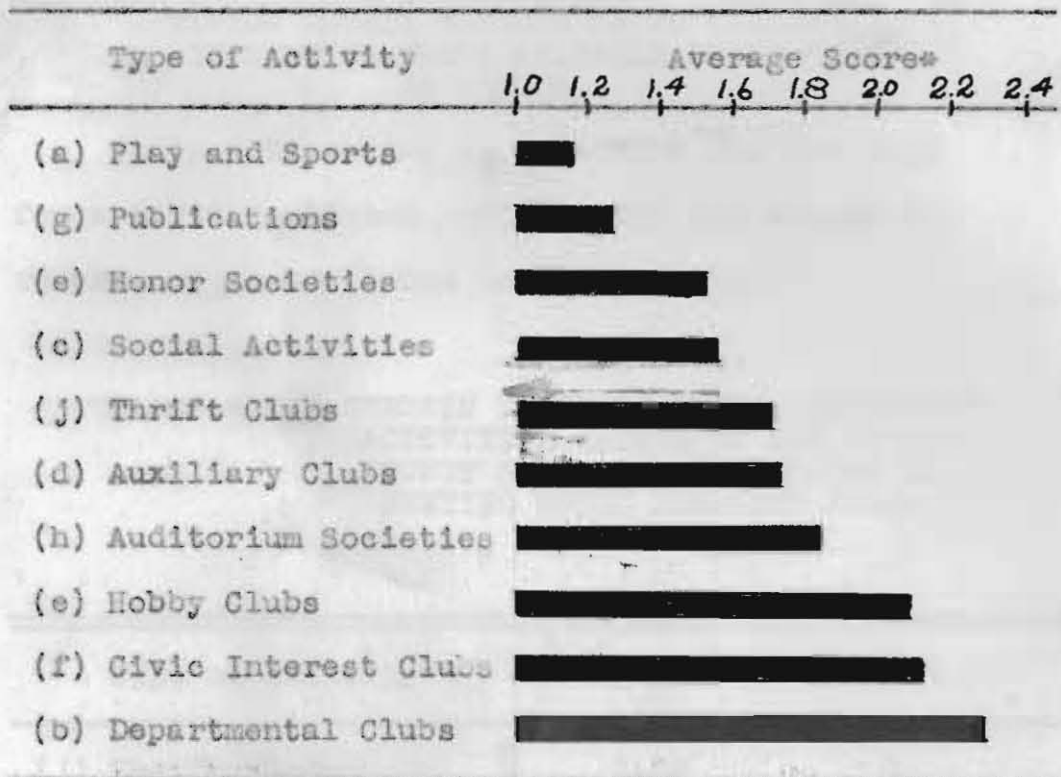 Type of Activity Average Score*
1.0 1.2 1.4 1.6 1.8 2.0 2.2 2.4
(a) Play and Sports
(g) Publications
(e) Honor Societies
(c) Social Activities
(j) Thrift Clubs
(d) Auxiliary Clubs
(h) Auditorium Societies
(e) Hobby Clubs
(f) Civic Interest Clubs
(b) Departmental Clubs